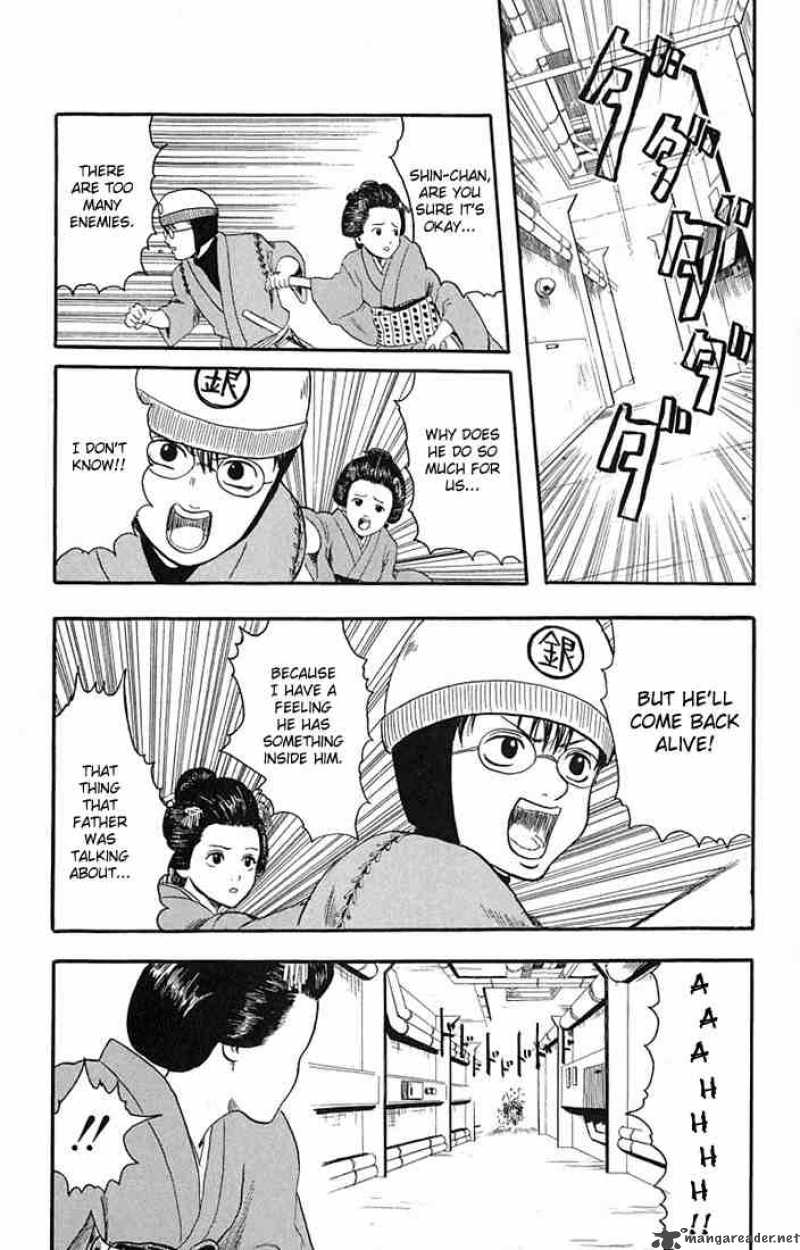 ダダダダダダ
SHIN-CHAN,
ARE YOU
SURE IT'S
OKAY...
THERE
ARE TOO
MANY
ENEMIES.
WHY DOES
HE DO SO
MUCH FOR
US...
銀
I DON'T
KNOW!!
銀
BUT HE'LL
COME BACK
ALIVE!
BECAUSE
I HAVE A
FEELING
HE HAS
SOMETHING
INSIDE HIM.
THAT
THING
THAT
FATHER
WAS
TALKING
ABOUT...
AAAHHHH!!
!!
mangareader.net